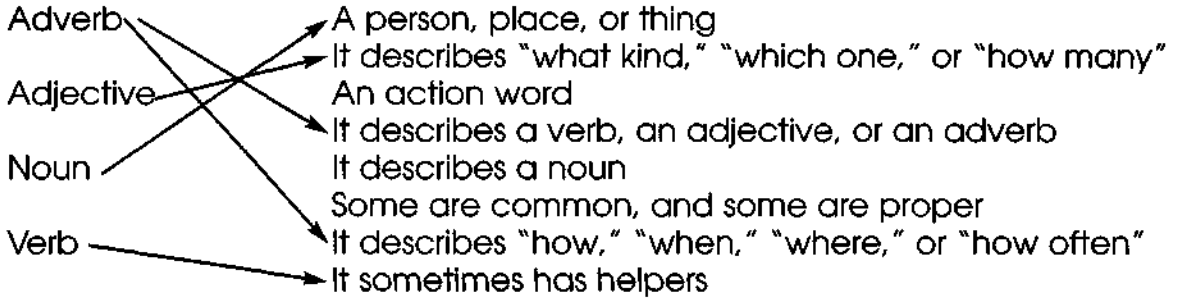 Adverb
A person, place, or thing
It describes “what kind,” “which one,” or “how many”
Adjective
An action word
It describes a verb, an adjective, or an adverb
Noun
It describes a noun
Some are common, and some are proper
Verb
It describes “how,” “when,” “where,” or “how often”
It sometimes has helpers